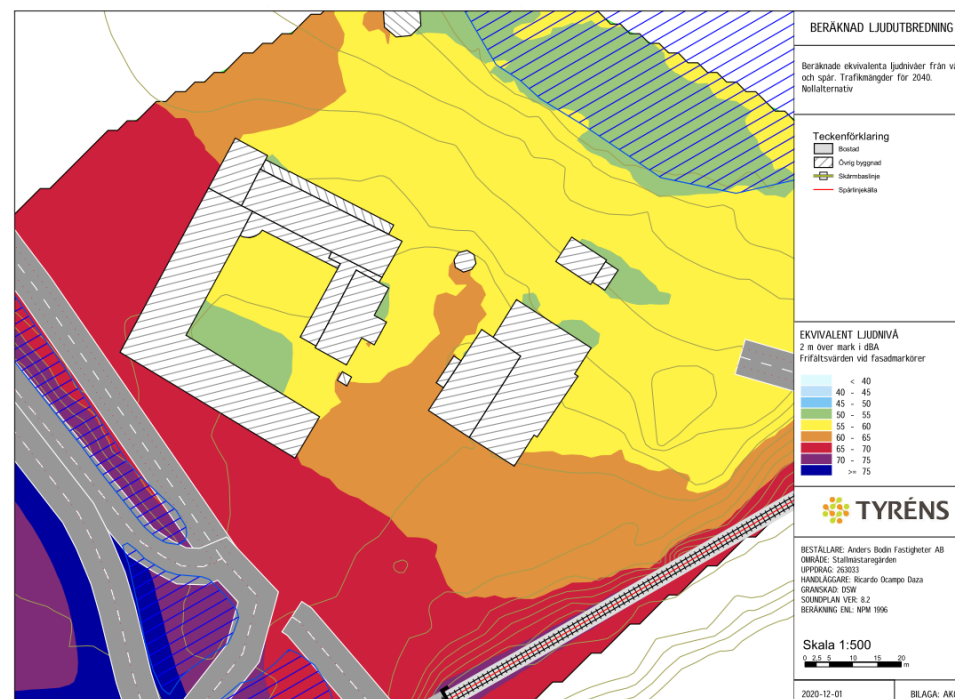 BERÄKNAD LJUDUTBREDNING
Beräknade ekvivalenta ljudnivåer från
och spår. Trafikmängder för 2040.
Nollalternativ
Teckenförklaring
Bostad
Övrig byggnad
Skärmbaslinje
Spårlinjekälla
EKVIVALENT LJUDNIVÅ
2 m över mark i dBA
Frifältsvärden vid fasadmarkörer
< 40
40 - 45
45 - 50
50 - 55
55 - 60
60 - 65
65 - 70
70 - 75
>= 75
TYRÉNS
BESTÄLLARE: Anders Bodin Fastigheter AB
OMRÅDE: Stallmästaregården
UPPDRAG: 263033
HANDLÄGGARE: Ricardo Ocampo Daza
GRANSKAD: DSW
SOUNDPLAN VER: 8.2
BERÄKNING ENL: NPM 1996
Skala 1:500
0 2,5 5 10 15 20
m
2020-12-01
BILAGA: